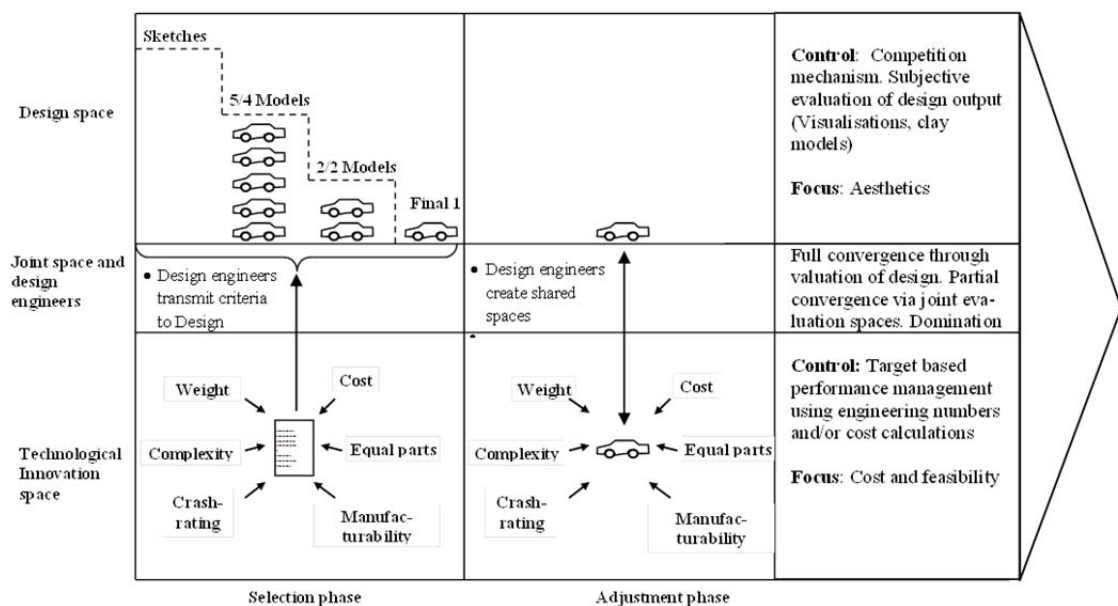 Sketches
5/4 Models
2/2 Models
Final 1
Design space
Control: Competition
mechanism. Subjective
evaluation of design output
(Visualisations, clay
models)
Focus: Aesthetics
Joint space and
design
engineers
• Design engineers
transmit criteria
to Design
• Design engineers
create shared
spaces
Full convergence through
valuation of design. Partial
convergence via joint eva-
luation spaces. Domination
Technological
Innovation
space
Weight
Cost
Complexity
Equal parts
Crash-
rating
Manufac-
turability
Weight
Cost
Complexity
Equal parts
Crash-
rating
Manufac-
turability
Control: Target based
performance management
using engineering numbers
and/or cost calculations
Focus: Cost and feasibility
Selection phase
Adjustment phase